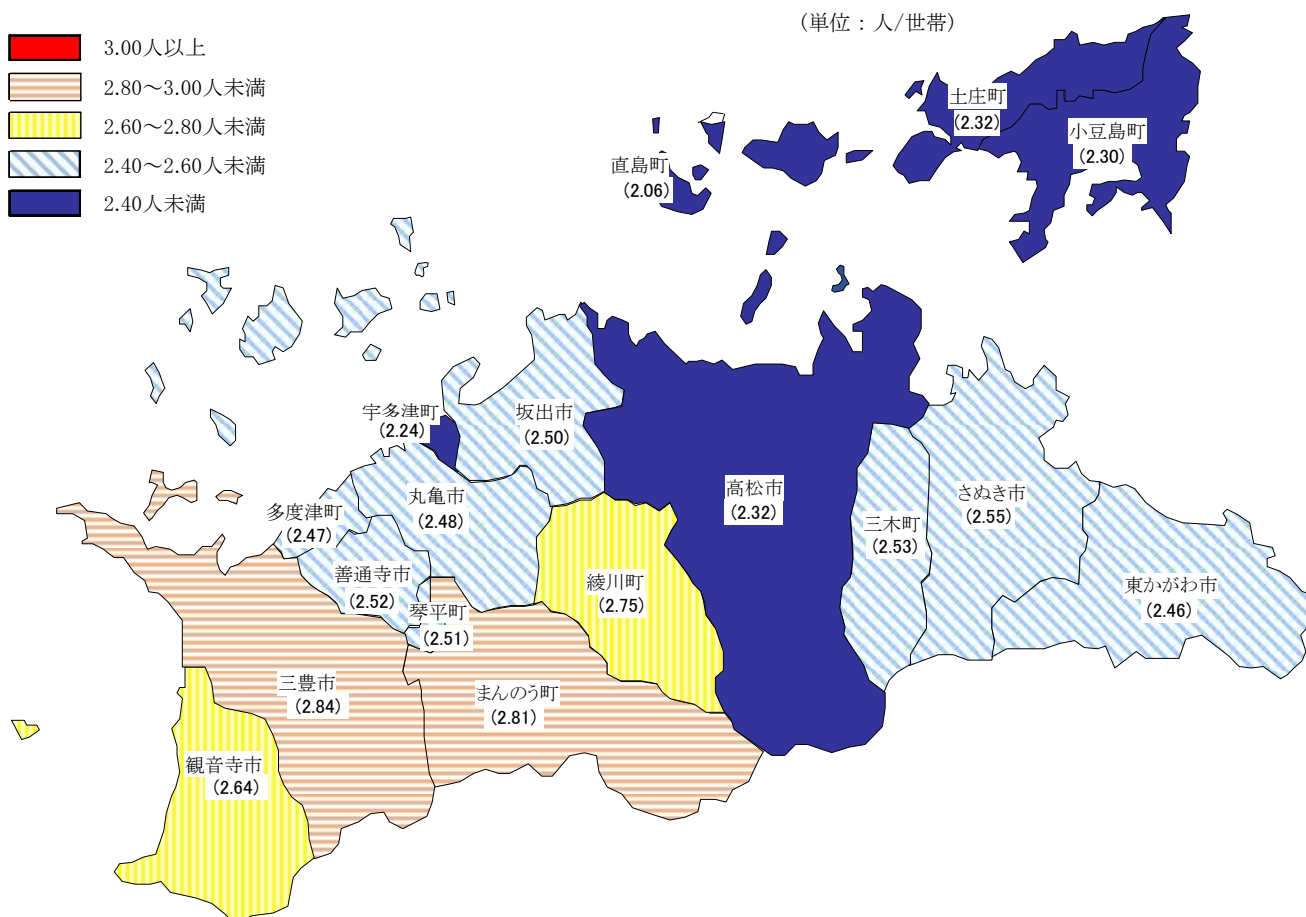 (単位：人/世帯)
3.00人以上
2.80～3.00人未満
2.60～2.80人未満
2.40～2.60人未満
2.40人未満
土庄町
(2.32)
小豆島町
(2.30)
直島町
(2.06)
宇多津町
(2.24)
坂出市
(2.50)
丸亀市
(2.48)
高松市
(2.32)
さぬき市
(2.55)
三木町
(2.53)
多度津町
(2.47)
善通寺市
(2.52)
綾川町
(2.75)
東かがわ市
(2.46)
琴平町
(2.51)
三豊市
(2.84)
まんのう町
(2.81)
観音寺市
(2.64)